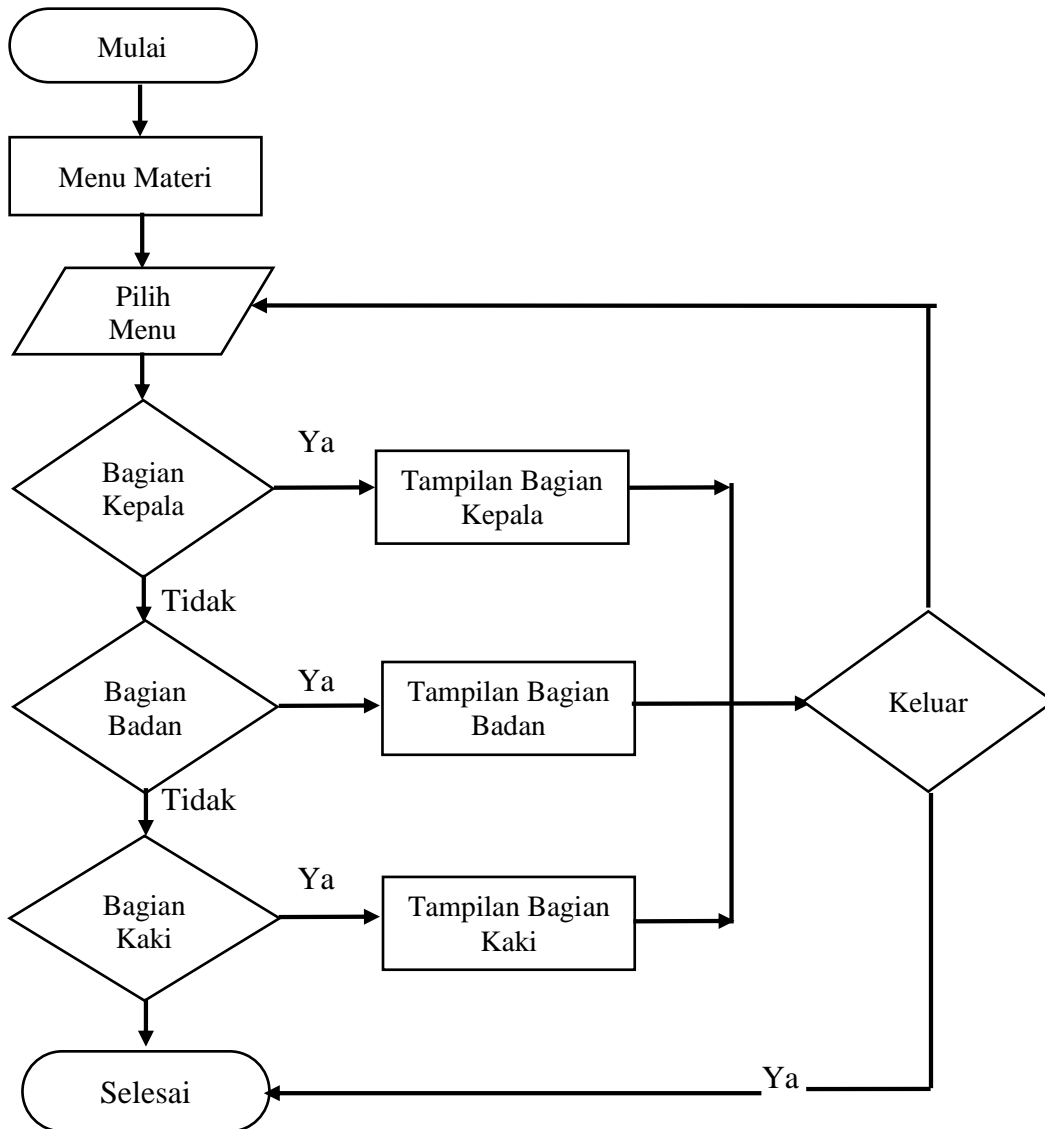 Mulai
Menu Materi
Pilih
Menu
Bagian
Kepala
Ya
Tampilan Bagian
Kepala
Tidak
Bagian
Badan
Ya
Tampilan Bagian
Badan
Keluar
Tidak
Bagian
Kaki
Ya
Tampilan Bagian
Kaki
Selesai
Ya